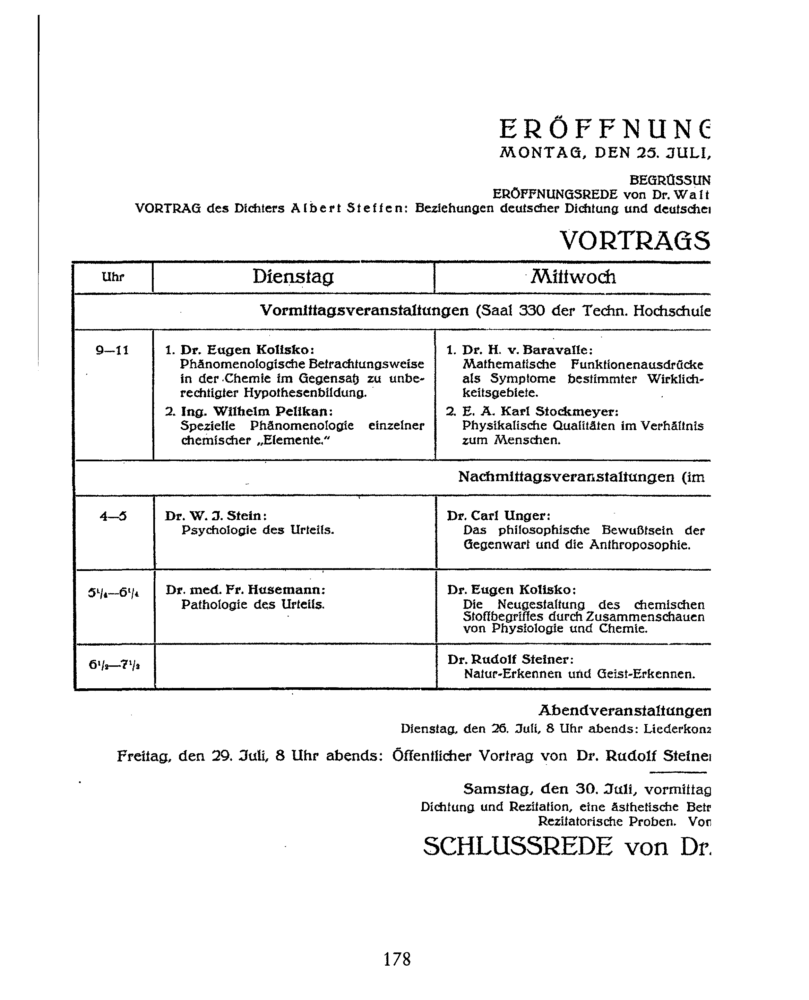 ERÖFFNUNG
MONTAG, DEN 25. JULI,
BEGRÜSSUN
ERÖFFNUNGSREDE von Dr. Walt
VORTRAG des Dichters Albert Steffen: Beziehungen deutscher Dichtung und deutscher
VORTRAGS
Uhr Dienstag Mittwoch
Vormittagsveranstaltungen (Saal 330 der Techn. Hochschule
9—11
1. Dr. Eugen Kolisko:
Phänomenologische Betrachtungsweise
in der Chemie im Gegensatz zu unbe-
rechtigter Hypothesenbildung.
2. Ing. Wilhelm Pelikan:
Spezielle Phänomenologie einzelner
chemischer „Elemente.“
1. Dr. H. v. Baravalle:
Mathematische Funktionenausdrücke
als Symptome bestimmter Wirklich-
keitsgebiete.
2. E. A. Karl Stockmeyer:
Physikalische Qualitäten im Verhältnis
zum Menschen.
Nachmittagsveranstaltungen (im
4—5
Dr. W. J. Stein:
Psychologie des Urteils.
Dr. Carl Unger:
Das philosophische Bewußtsein der
Gegenwart und die Anthroposophie.
5¹/₄—6¹/₄
Dr. med. Fr. Husemann:
Pathologie des Urteils.
Dr. Eugen Kolisko:
Die Neugestaltung des chemischen
Stoffbegriffes durch Zusammenschauen
von Physiologie und Chemie.
6¹/₂—7¹/₂
Dr. Rudolf Steiner:
Natur-Erkennen und Geist-Erkennen.
Abendveranstaltungen
Dienstag, den 26. Juli, 8 Uhr abends: Liederkonz
Freitag, den 29. Juli, 8 Uhr abends: Öffentlicher Vortrag von Dr. Rudolf Steiner
Samstag, den 30. Juli, vormittag
Dichtung und Rezitation, eine ästhetische Betr
Rezitatorische Proben. Von
SCHLUSSREDE von Dr.
178